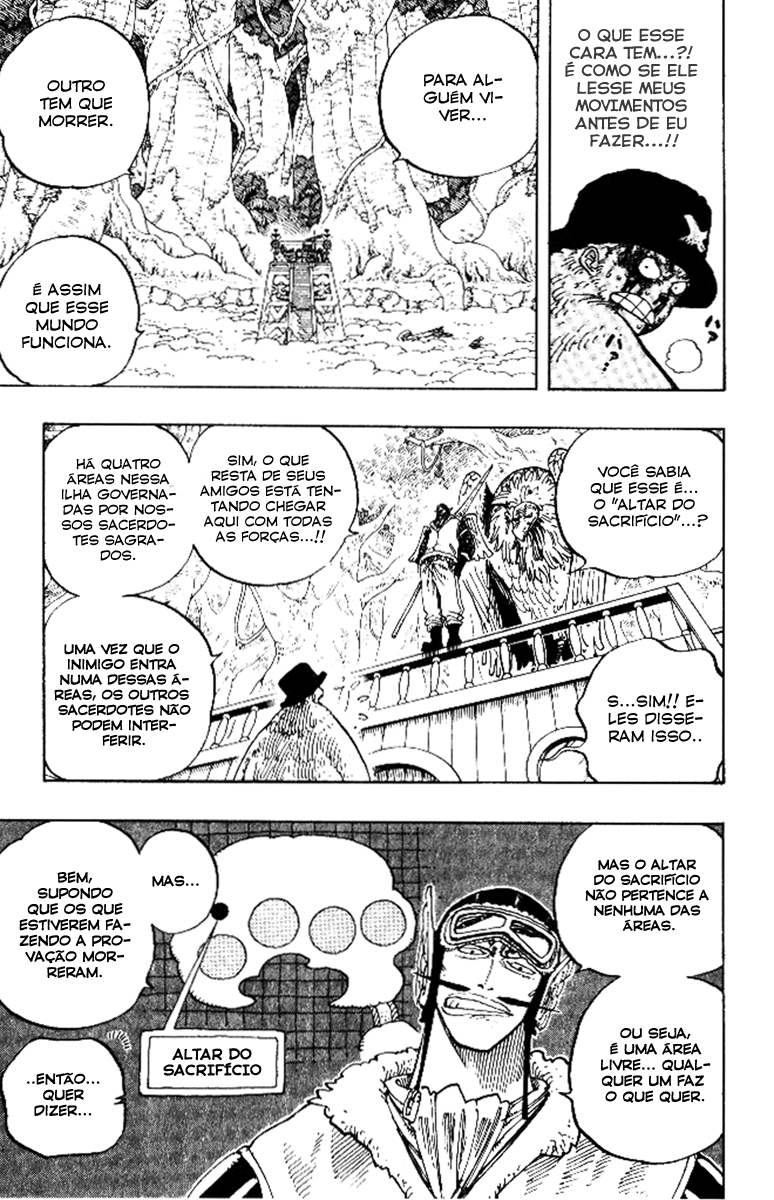 O QUE ESSE
CARA TEM...?!
É COMO SE ELE
LESSE MEUS
MOVIMENTOS
ANTES DE EU
FAZER...!!
PARA AL-
GUÉM VI-
VER...
OUTRO
TEM QUE
MORRER.
É ASSIM
QUE ESSE
MUNDO
FUNCIONA.
VOCÊ SABIA
QUE ESSE É...
O "ALTAR DO
SACRIFÍCIO"...?
S...SIM!! E-
LES DISSE-
RAM ISSO..
SIM, O QUE
RESTA DE SEUS
AMIGOS ESTÁ TEN-
TANDO CHEGAR
AQUI COM TODAS
AS FORÇAS...!!
HÁ QUATRO
ÁREAS NESSA
ILHA GOVERNA-
DAS POR NOS-
SOS SACERDO-
TES SAGRA-
DOS.
UMA VEZ QUE O
INIMIGO ENTRA
NUMA DESSAS Á-
REAS, OS OUTROS
SACERDOTES NÃO
PODEM INTER-
FERIR.
MAS O ALTAR
DO SACRIFÍCIO
NÃO PERTENCE A
NENHUMA DAS
ÁREAS.
OU SEJA,
É UMA ÁREA
LIVRE... QUAL-
QUER UM FAZ
O QUE QUER.
MAS...
BEM,
SUPONDO
QUE OS QUE
ESTIVEREM FA-
ZENDO A PRO-
VAÇÃO MOR-
RERAM.
ALTAR DO
SACRIFÍCIO
..ENTÃO...
QUER
DIZER...